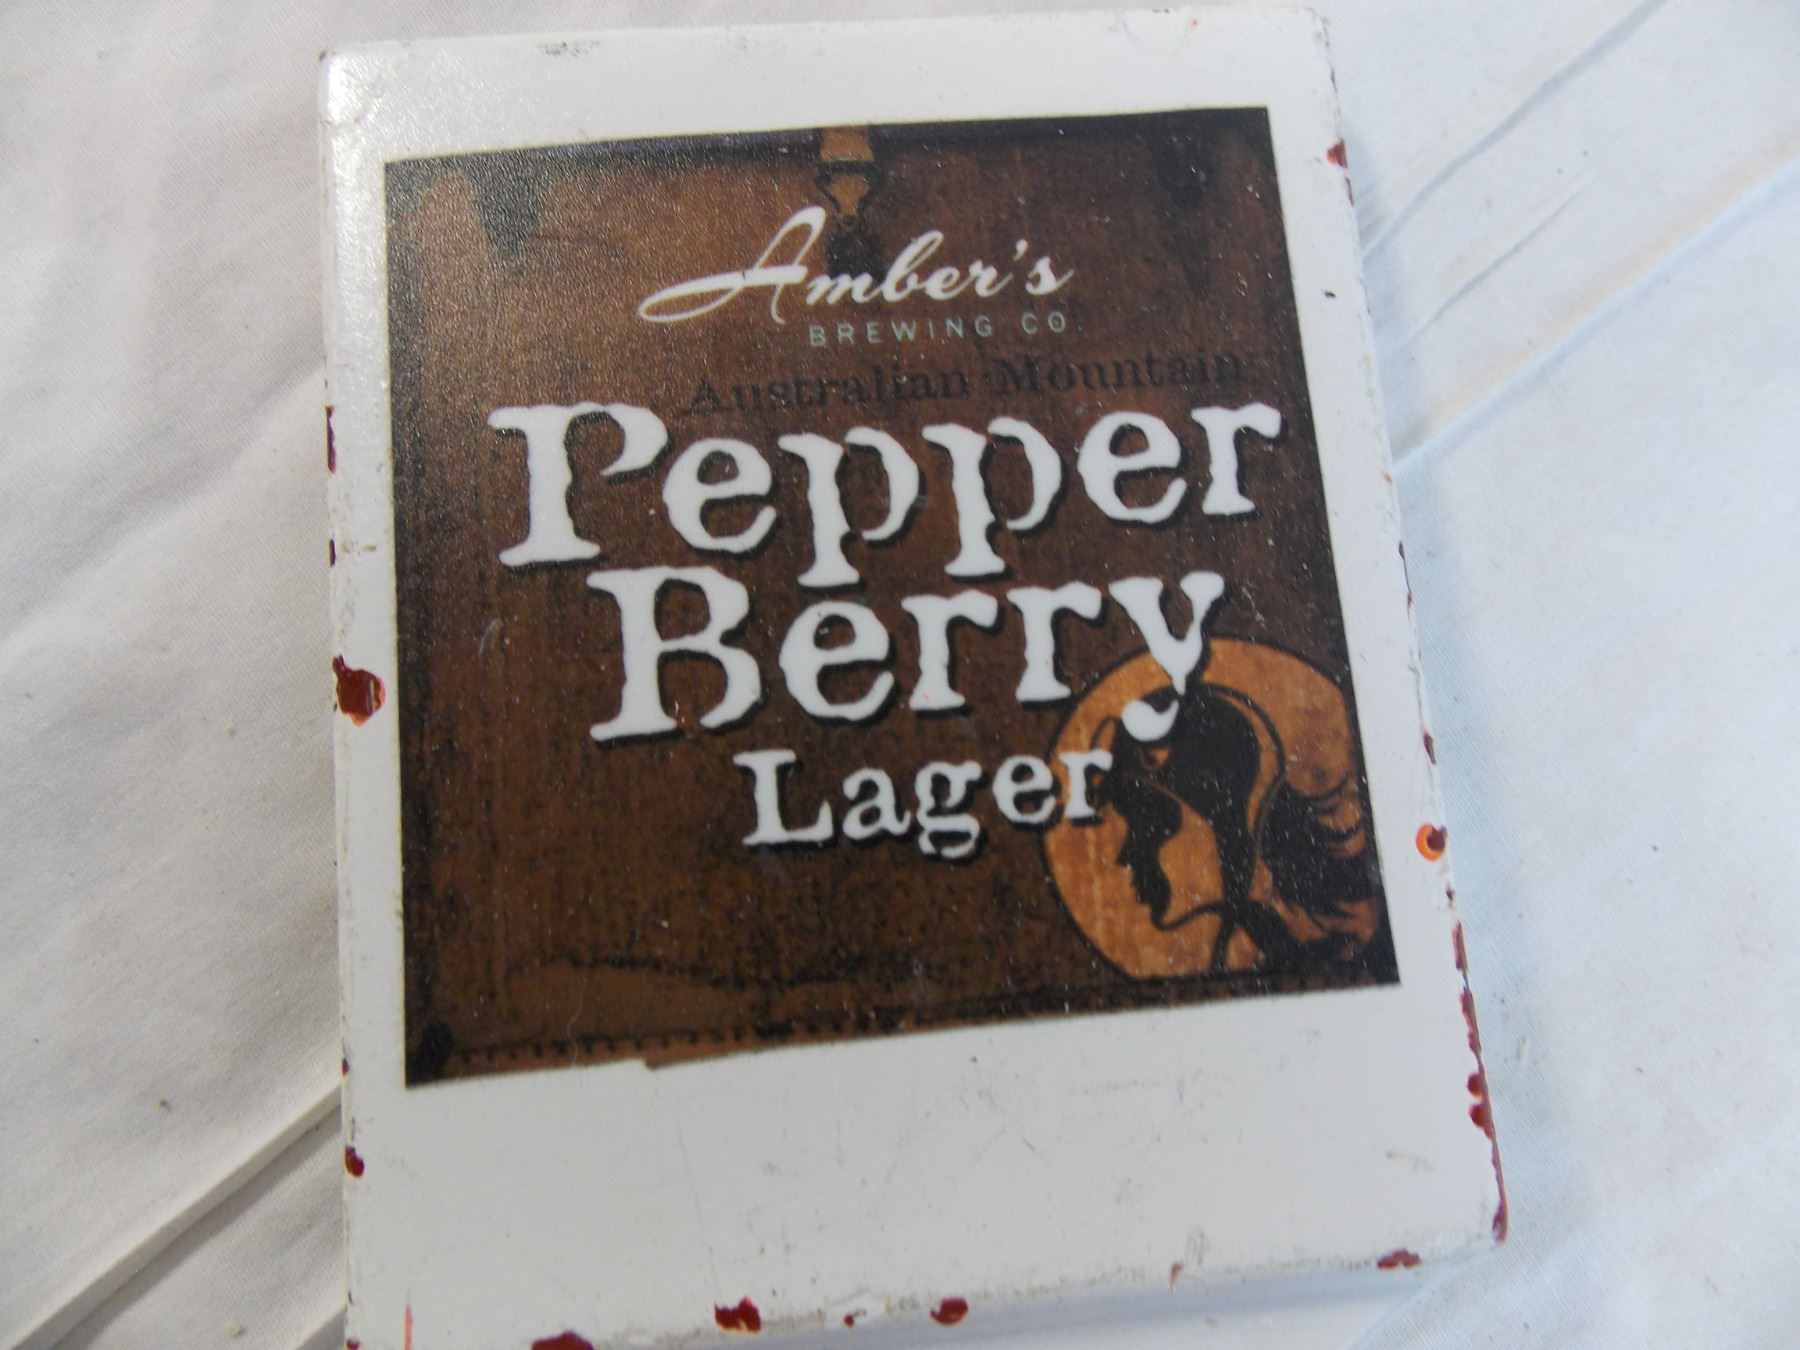 Amber's
BREWING CO.
Australian Mountain
Pepper
Berry
Lager